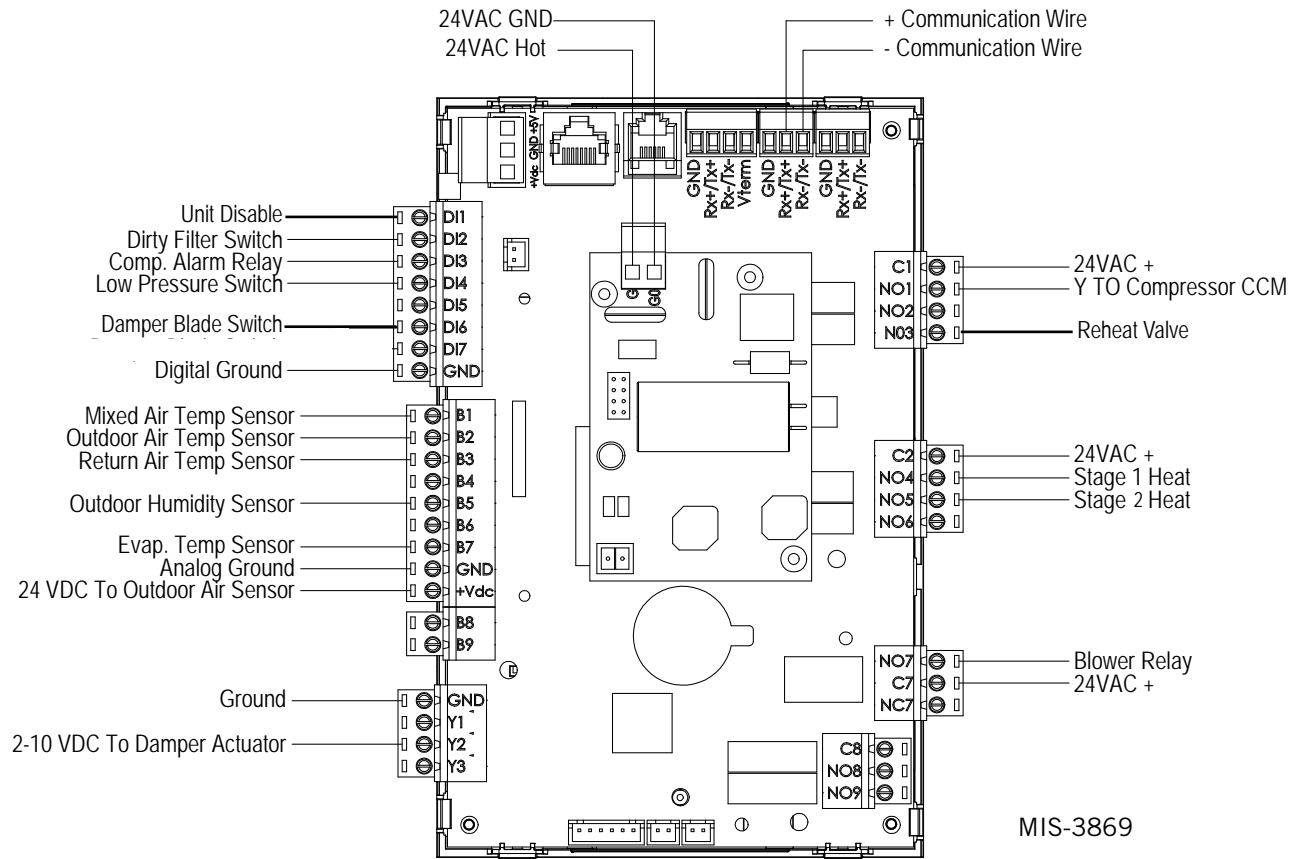 24VAC GND
24VAC Hot
+ Communication Wire
- Communication Wire
+Vdc GND +5V
GND
Rx+/Tx+
Rx-/Tx-
Vterm
GND
Rx+/Tx+
Rx-/Tx-
GND
Rx+/Tx+
Rx-/Tx-
Unit Disable DI1
Dirty Filter Switch DI2
Comp. Alarm Relay DI3
Low Pressure Switch DI4
DI5
Damper Blade Switch DI6
DI7
Digital Ground GND
Mixed Air Temp Sensor B1
Outdoor Air Temp Sensor B2
Return Air Temp Sensor B3
B4
Outdoor Humidity Sensor B5
B6
Evap. Temp Sensor B7
Analog Ground GND
24 VDC To Outdoor Air Sensor +Vdc
B8
B9
Ground GND
Y1
2-10 VDC To Damper Actuator Y2
Y3
G G0
C1 24VAC +
NO1 Y TO Compressor CCM
NO2
N03 Reheat Valve
C2 24VAC +
NO4 Stage 1 Heat
NO5 Stage 2 Heat
NO6
NO7 Blower Relay
C7 24VAC +
NC7
C8
NO8
NO9
MIS-3869